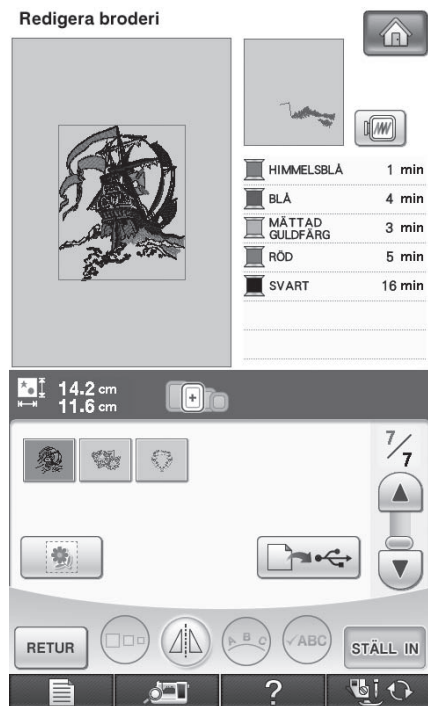 Redigera broderi
HIMMELSBLÅ 1 min
BLÅ 4 min
MÄTTAD
GULDFÄRG 3 min
RÖD 5 min
SVART 16 min
14.2 cm
11.6 cm
7/7
RETUR
A B C
✓ABC
STÄLL IN
?